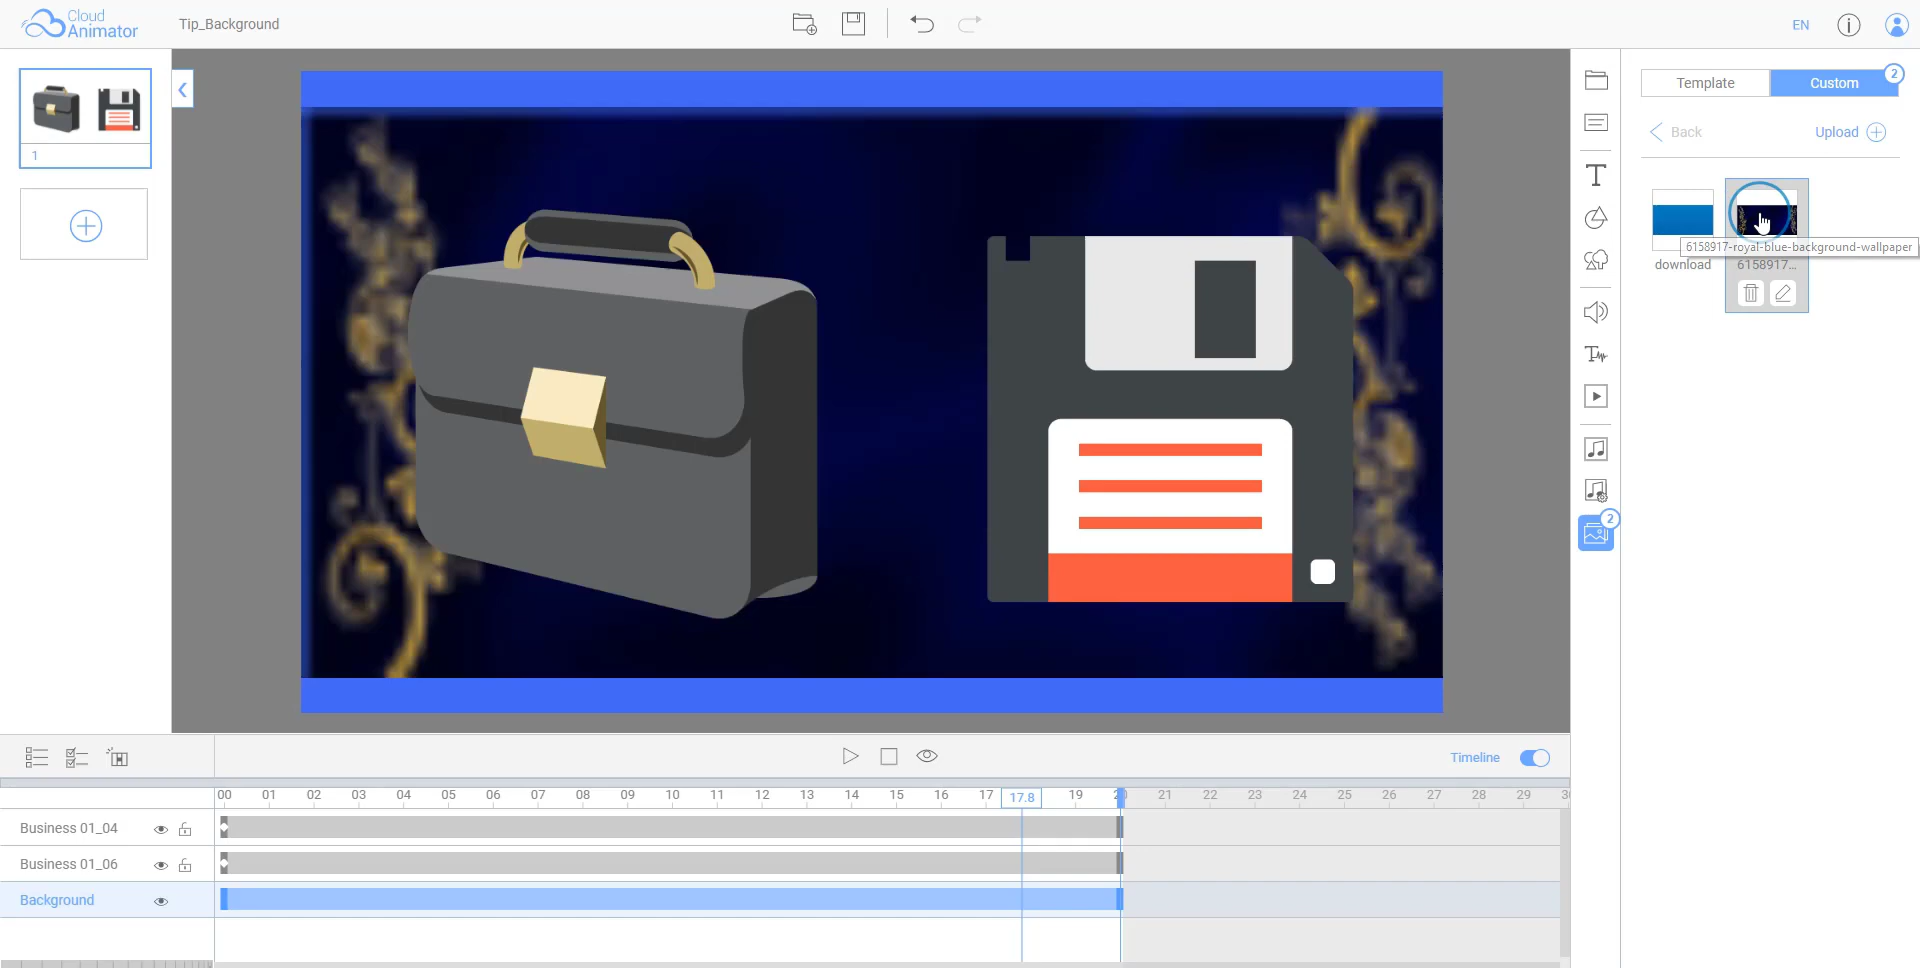 Cloud
Animator
Tip_Background
EN
1
Template
Custom
2
Back
Upload
6158917-royal-blue-background-wallpaper
download
6158917...
2
Timeline
00 01 02 03 04 05 06 07 08 09 10 11 12 13 14 15 16 17 17.8 19 21 22 23 24 25 26 27 28 29
Business 01_04
Business 01_06
Background